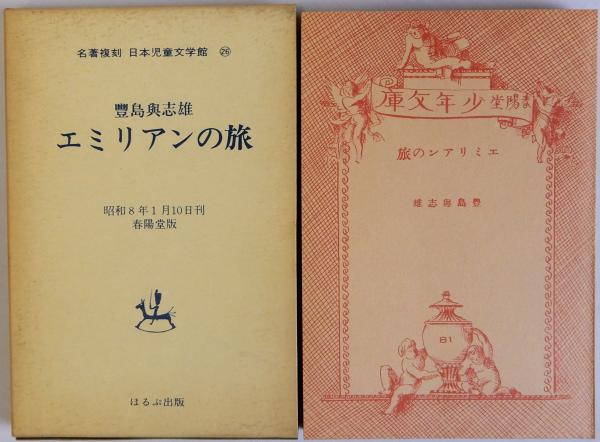 名著複刻 日本児童文学館 ㉖
豐島與志雄
エミリアンの旅
昭和8年1月10日刊
春陽堂版
ほるぷ出版
庫文年少堂陽春
旅のンアリミエ
雄志與島豊
81